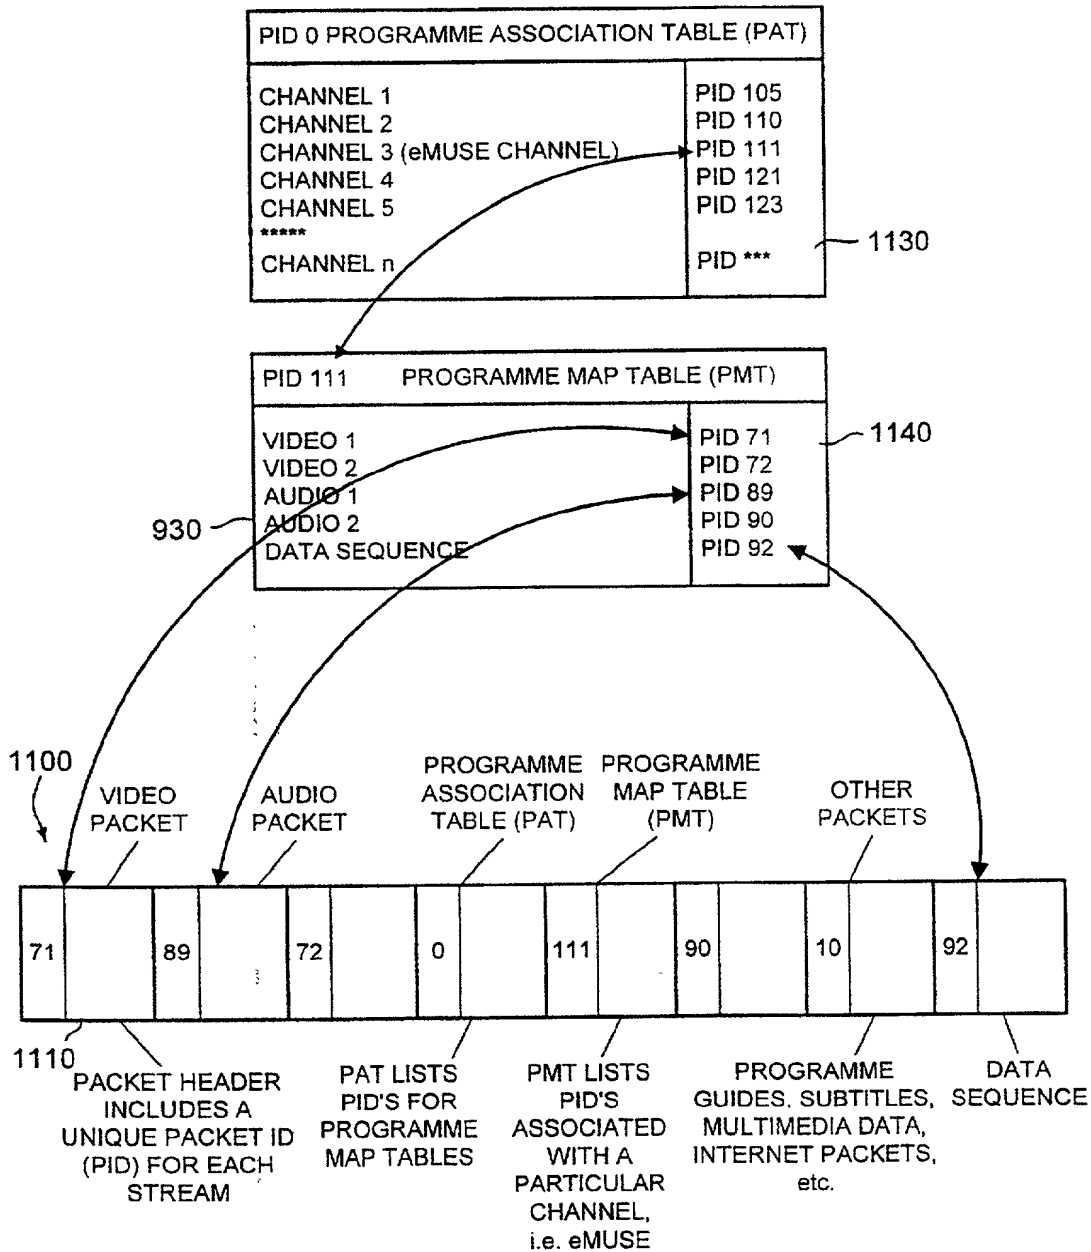 PID 0 PROGRAMME ASSOCIATION TABLE (PAT)
CHANNEL 1 PID 105
CHANNEL 2 PID 110
CHANNEL 3 (eMUSE CHANNEL) PID 111
CHANNEL 4 PID 121
CHANNEL 5 PID 123
*****
CHANNEL n PID ***
1130
PID 111 PROGRAMME MAP TABLE (PMT)
VIDEO 1 PID 71
VIDEO 2 PID 72
AUDIO 1 PID 89
AUDIO 2 PID 90
DATA SEQUENCE PID 92
1140
930
1100
VIDEO
PACKET
AUDIO
PACKET
PROGRAMME
ASSOCIATION
TABLE (PAT)
PROGRAMME
MAP TABLE
(PMT)
OTHER
PACKETS
71 89 72 0 111 90 10 92
1110
PACKET HEADER
INCLUDES A
UNIQUE PACKET ID
(PID) FOR EACH
STREAM
PAT LISTS
PID'S FOR
PROGRAMME
MAP TABLES
PMT LISTS
PID'S
ASSOCIATED
WITH A
PARTICULAR
CHANNEL,
i.e. eMUSE
PROGRAMME
GUIDES, SUBTITLES,
MULTIMEDIA DATA,
INTERNET PACKETS,
etc.
DATA
SEQUENCE